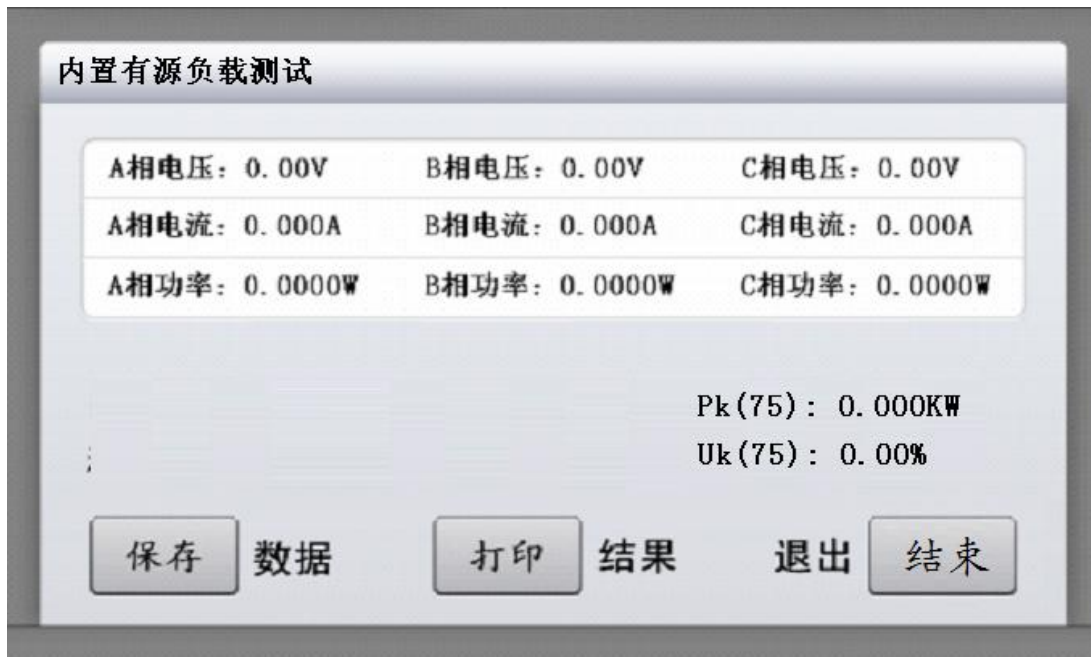 内置有源负载测试
A相电压: 0.00V B相电压: 0.00V C相电压: 0.00V
A相电流: 0.000A B相电流: 0.000A C相电流: 0.000A
A相功率: 0.0000W B相功率: 0.0000W C相功率: 0.0000W
Pk(75): 0.000KW
Uk(75): 0.00%
保存 数据 打印 结果 退出 结束